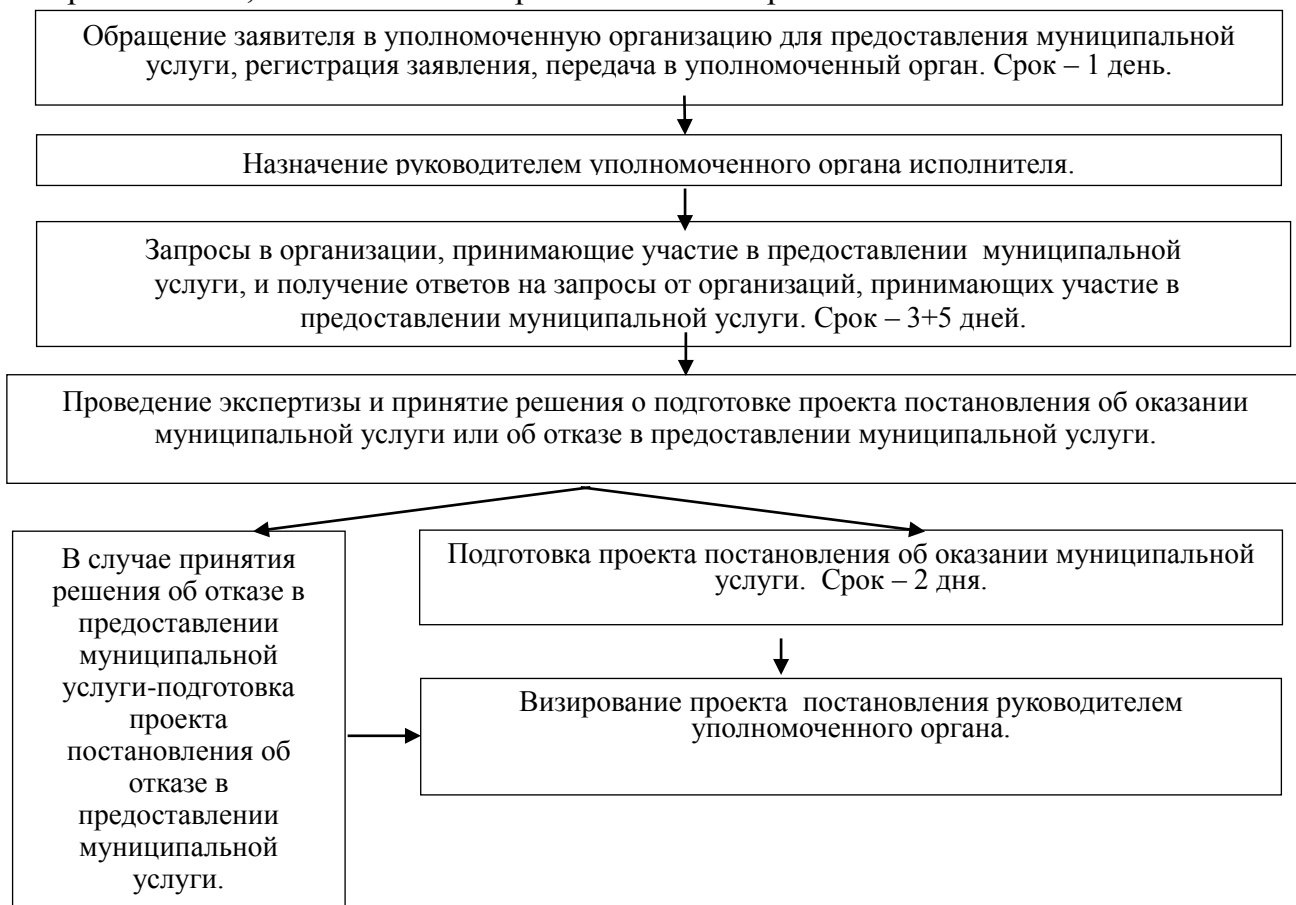 Обращение заявителя в уполномоченную организацию для предоставления муниципальной
услуги, регистрация заявления, передача в уполномоченный орган. Срок – 1 день.
Назначение руководителем уполномоченного органа исполнителя.
Запросы в организации, принимающие участие в предоставлении муниципальной
услуги, и получение ответов на запросы от организаций, принимающих участие в
предоставлении муниципальной услуги. Срок – 3+5 дней.
Проведение экспертизы и принятие решения о подготовке проекта постановления об оказании
муниципальной услуги или об отказе в предоставлении муниципальной услуги.
В случае принятия
решения об отказе в
предоставлении
муниципальной
услуги-подготовка
проекта
постановления об
отказе в
предоставлении
муниципальной
услуги.
Подготовка проекта постановления об оказании муниципальной
услуги. Срок – 2 дня.
Визирование проекта постановления руководителем
уполномоченного органа.